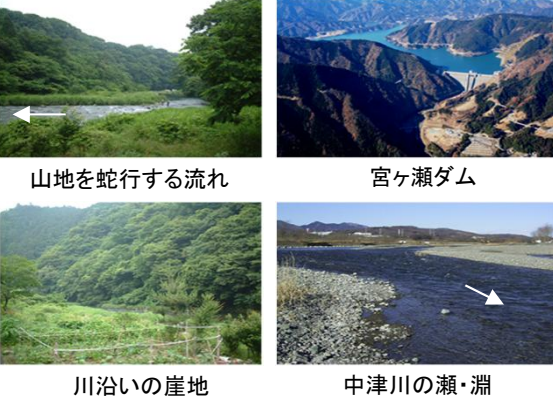 山地を蛇行する流れ
宮ヶ瀬ダム
川沿いの崖地
中津川の瀬・淵